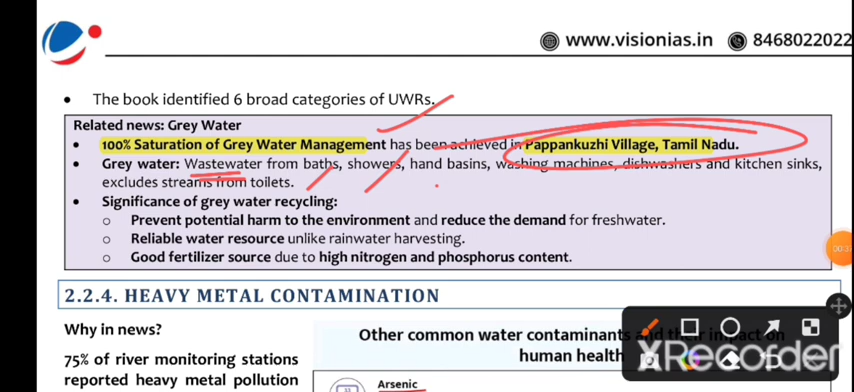 www.visionias.in 8468022022
• The book identified 6 broad categories of UWRs.
Related news: Grey Water
• 100% Saturation of Grey Water Management has been achieved in Pappankuzhi Village, Tamil Nadu.
• Grey water: Wastewater from baths, showers, hand basins, washing machines, dishwashers and kitchen sinks,
excludes streams from toilets.
• Significance of grey water recycling:
o Prevent potential harm to the environment and reduce the demand for freshwater.
o Reliable water resource unlike rainwater harvesting.
o Good fertilizer source due to high nitrogen and phosphorus content.
2.2.4. HEAVY METAL CONTAMINATION
Why in news?
75% of river monitoring stations
reported heavy metal pollution
Other common water contaminants and their impact on
human health
Arsenic
XRecorder